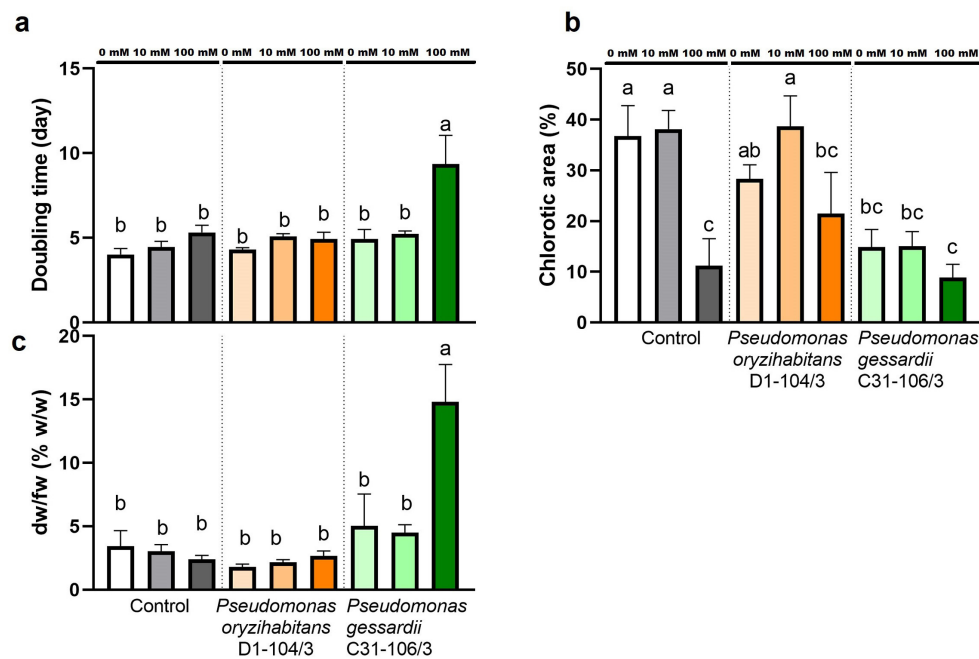 a
0 mM 10 mM 100 mM 0 mM 10 mM 100 mM 0 mM 10 mM 100 mM
15
10
5
0
Doubling time (day)
b b b b b b b b a
b
0 mM 10 mM 100 mM 0 mM 10 mM 100 mM 0 mM 10 mM 100 mM
50
40
30
20
10
0
Chlorotic area (%)
a a c ab a bc bc bc c
Control
Pseudomonas
oryzihabitans
D1-104/3
Pseudomonas
gessardii
C31-106/3
c
20
15
10
5
0
dw/fw (% w/w)
b b b b b b b b a
Control
Pseudomonas
oryzihabitans
D1-104/3
Pseudomonas
gessardii
C31-106/3